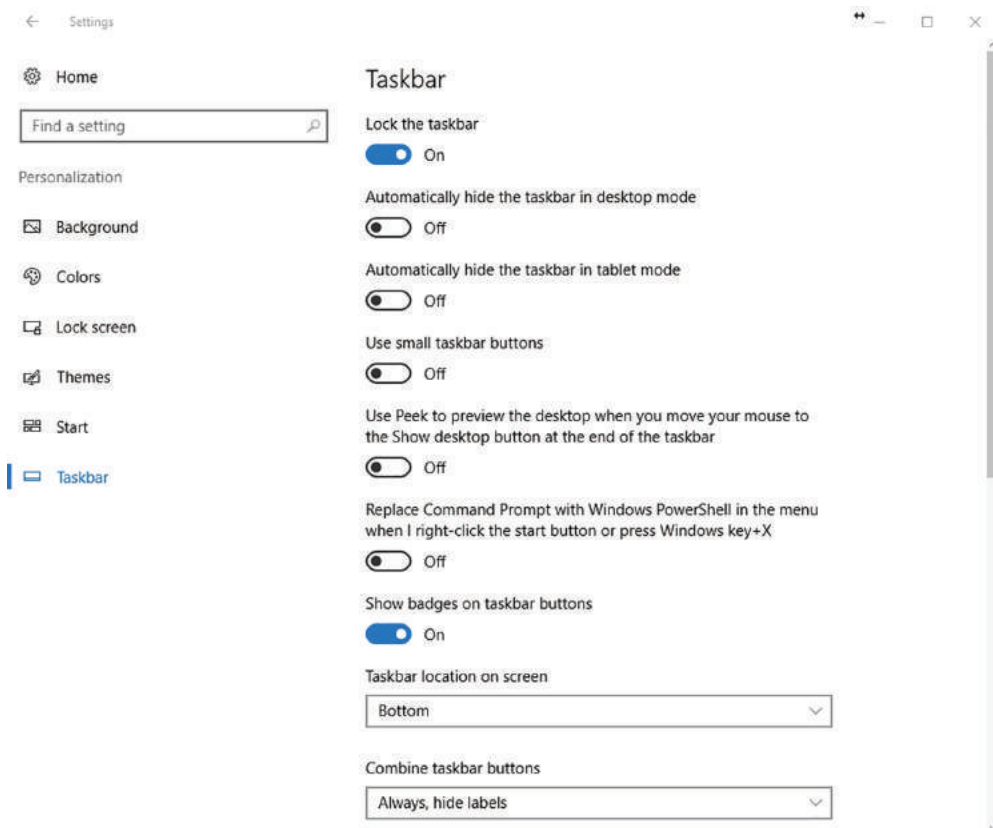 Settings
Home
Find a setting
Personalization
Background
Colors
Lock screen
Themes
Start
Taskbar
Taskbar
Lock the taskbar
On
Automatically hide the taskbar in desktop mode
Off
Automatically hide the taskbar in tablet mode
Off
Use small taskbar buttons
Off
Use Peek to preview the desktop when you move your mouse to
the Show desktop button at the end of the taskbar
Off
Replace Command Prompt with Windows PowerShell in the menu
when I right-click the start button or press Windows key+X
Off
Show badges on taskbar buttons
On
Taskbar location on screen
Bottom
Combine taskbar buttons
Always, hide labels